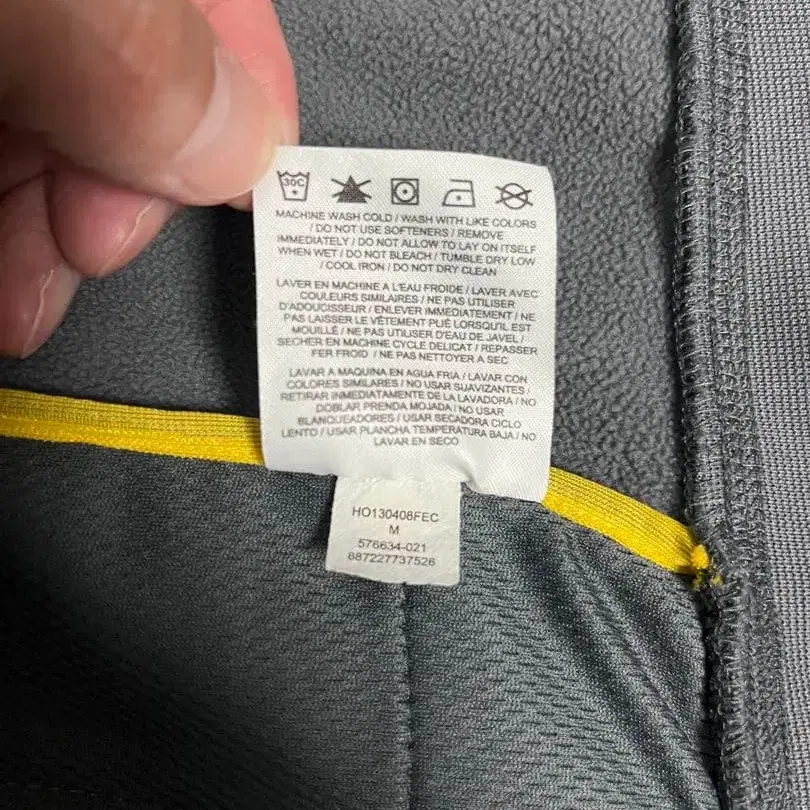 30C
MACHINE WASH COLD / WASH WITH LIKE COLORS
/ DO NOT USE SOFTENERS / REMOVE
IMMEDIATELY / DO NOT ALLOW TO LAY ON ITSELF
WHEN WET / DO NOT BLEACH / TUMBLE DRY LOW
/ COOL IRON / DO NOT DRY CLEAN
LAVER EN MACHINE A L'EAU FROIDE / LAVER AVEC
COULEURS SIMILAIRES / NE PAS UTILISER
D'ADOUCISSEUR / ENLEVER IMMÉDIATEMENT / NE
PAS LAISSER LE VÊTEMENT PLIÉ LORSQU'IL EST
MOUILLÉ / NE PAS UTILISER D'EAU DE JAVEL /
SECHER EN MACHINE CYCLE DELICAT / REPASSER
FER FROID / NE PAS NETTOYER A SEC
LAVAR A MAQUINA EN AGUA FRIA / LAVAR CON
COLORES SIMILARES / NO USAR SUAVIZANTES /
RETIRAR INMEDIATAMENTE DE LA LAVADORA / NO
DOBLAR PRENDA MOJADA / NO USAR
BLANQUEADORES / USAR SECADORA CICLO
LENTO / USAR PLANCHA TEMPERATURA BAJA / NO
LAVAR EN SECO
HO130408FEC
M
576634-021
887227737526